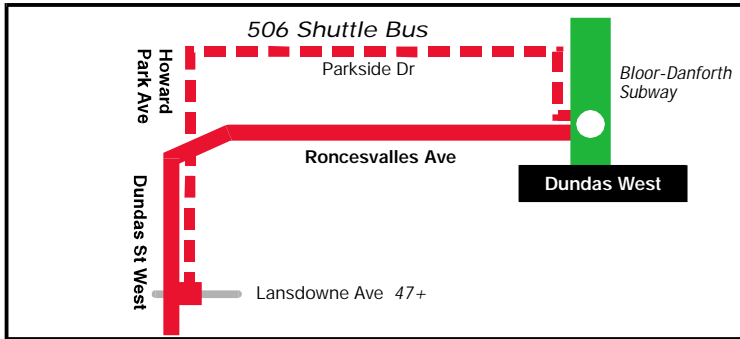 506 Shuttle Bus
Parkside Dr
Howard
Park Ave
Bloor-Danforth
Subway
Roncesvalles Ave
Dundas West
Dundas St West
Lansdowne Ave 47+